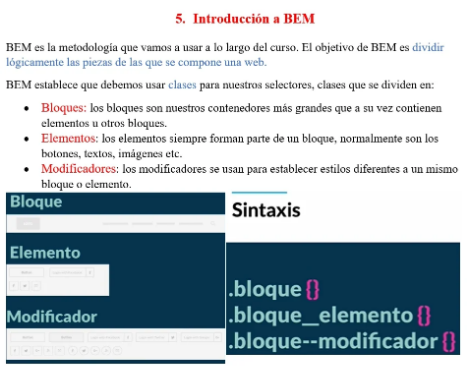 5. Introducción a BEM
BEM es la metodología que vamos a usar a lo largo del curso. El objetivo de BEM es dividir
lógicamente las piezas de las que se compone una web.
BEM establece que debemos usar clases para nuestros selectores, clases que se dividen en:
• Bloques: los bloques son nuestros contenedores más grandes que a su vez contienen
elementos u otros bloques.
• Elementos: los elementos siempre forman parte de un bloque, normalmente son los
botones, textos, imágenes etc.
• Modificadores: los modificadores se usan para establecer estilos diferentes a un mismo
bloque o elemento.
Bloque
Elemento
Modificador
Sintaxis
.bloque {}
.bloque__elemento {}
.bloque--modificador {}